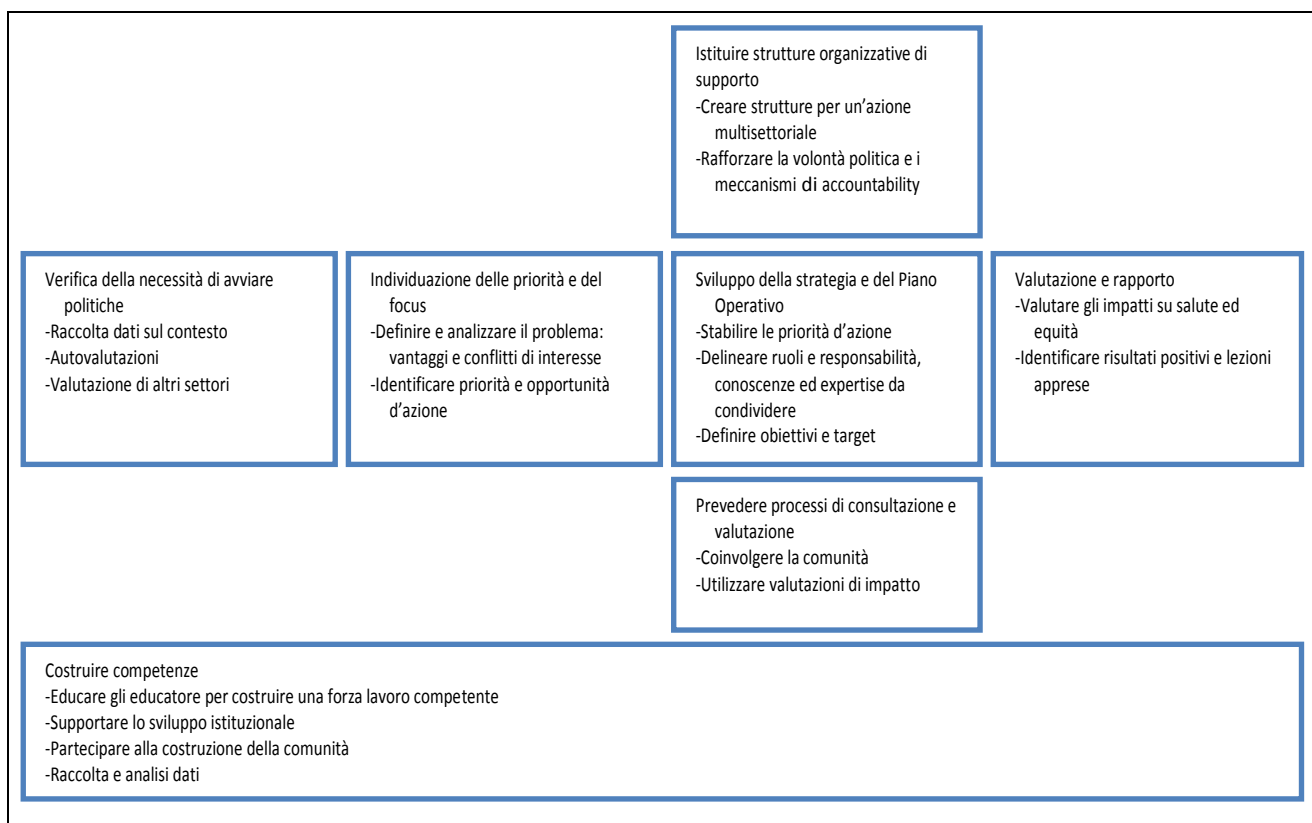 Istituire strutture organizzative di
supporto
-Creare strutture per un'azione
multisettoriale
-Rafforzare la volontà politica e i
meccanismi di accountability
Verifica della necessità di avviare
politiche
-Raccolta dati sul contesto
-Autovalutazioni
-Valutazione di altri settori
Individuazione delle priorità e del
focus
-Definire e analizzare il problema:
vantaggi e conflitti di interesse
-Identificare priorità e opportunità
d'azione
Sviluppo della strategia e del Piano
Operativo
-Stabilire le priorità d'azione
-Delineare ruoli e responsabilità,
conoscenze ed expertise da
condividere
-Definire obiettivi e target
Valutazione e rapporto
-Valutare gli impatti su salute ed
equità
-Identificare risultati positivi e lezioni
apprese
Prevedere processi di consultazione e
valutazione
-Coinvolgere la comunità
-Utilizzare valutazioni di impatto
Costruire competenze
-Educare gli educatore per costruire una forza lavoro competente
-Supportare lo sviluppo istituzionale
-Partecipare alla costruzione della comunità
-Raccolta e analisi dati